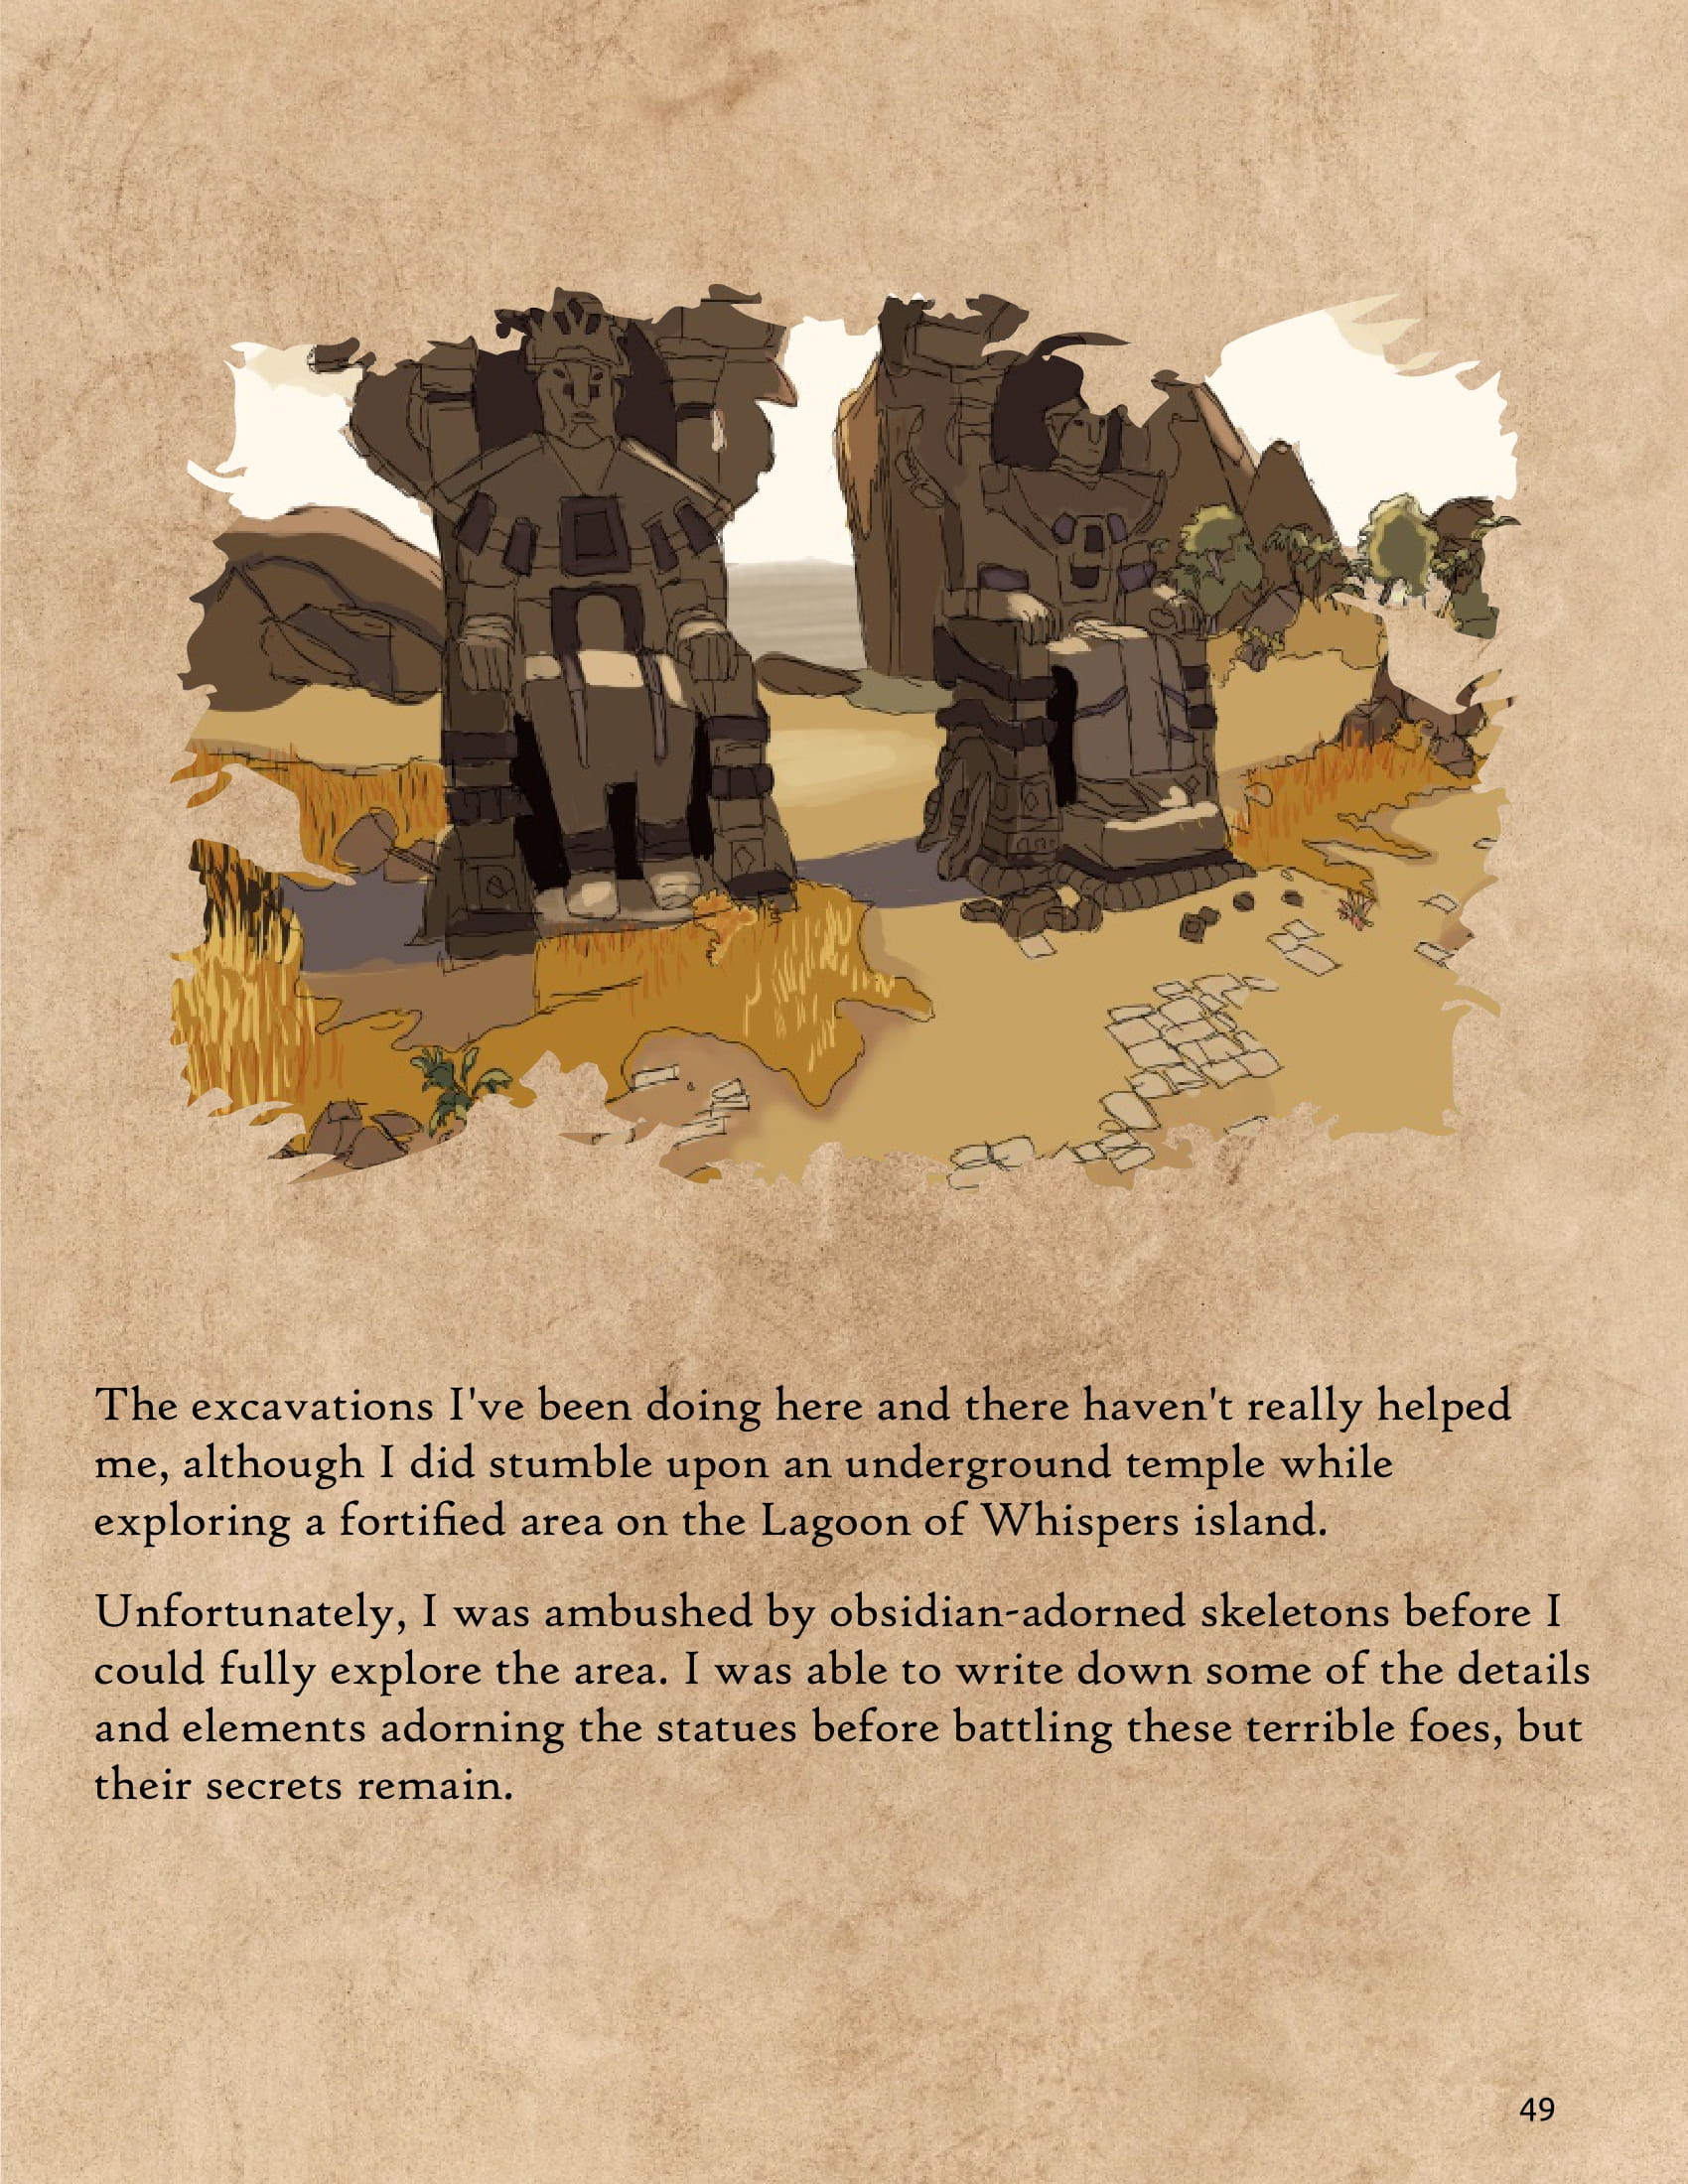 The excavations I've been doing here and there haven't really helped
me, although I did stumble upon an underground temple while
exploring a fortified area on the Lagoon of Whispers island.
Unfortunately, I was ambushed by obsidian-adorned skeletons before I
could fully explore the area. I was able to write down some of the details
and elements adorning the statues before battling these terrible foes, but
their secrets remain.
49